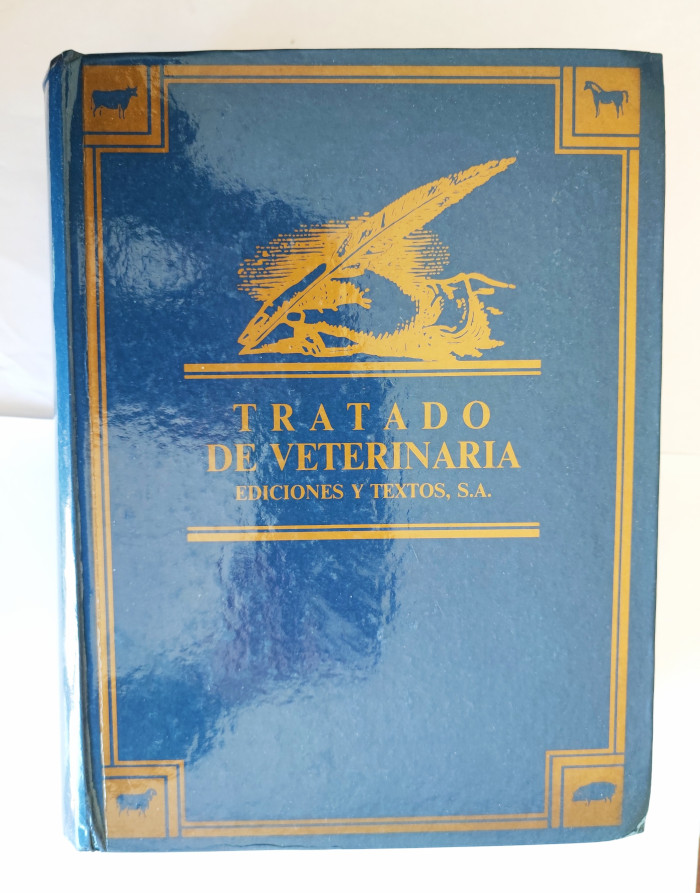 TRATADO
DE VETERINARIA
EDICIONES Y TEXTOS, S.A.